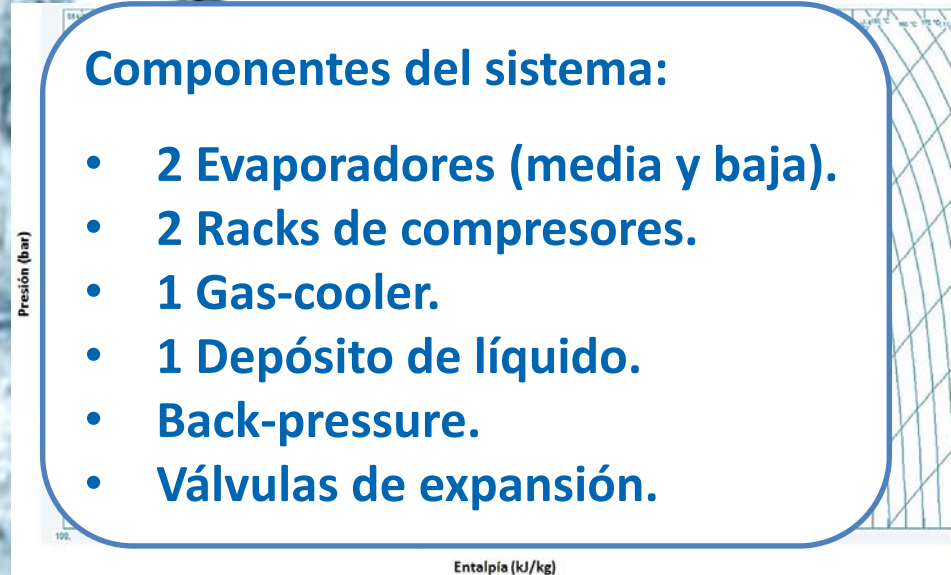 Componentes del sistema:
• 2 Evaporadores (media y baja).
• 2 Racks de compresores.
• 1 Gas-cooler.
• 1 Depósito de líquido.
• Back-pressure.
• Válvulas de expansión.
Presión (bar)
100,
Entalpía (kJ/kg)